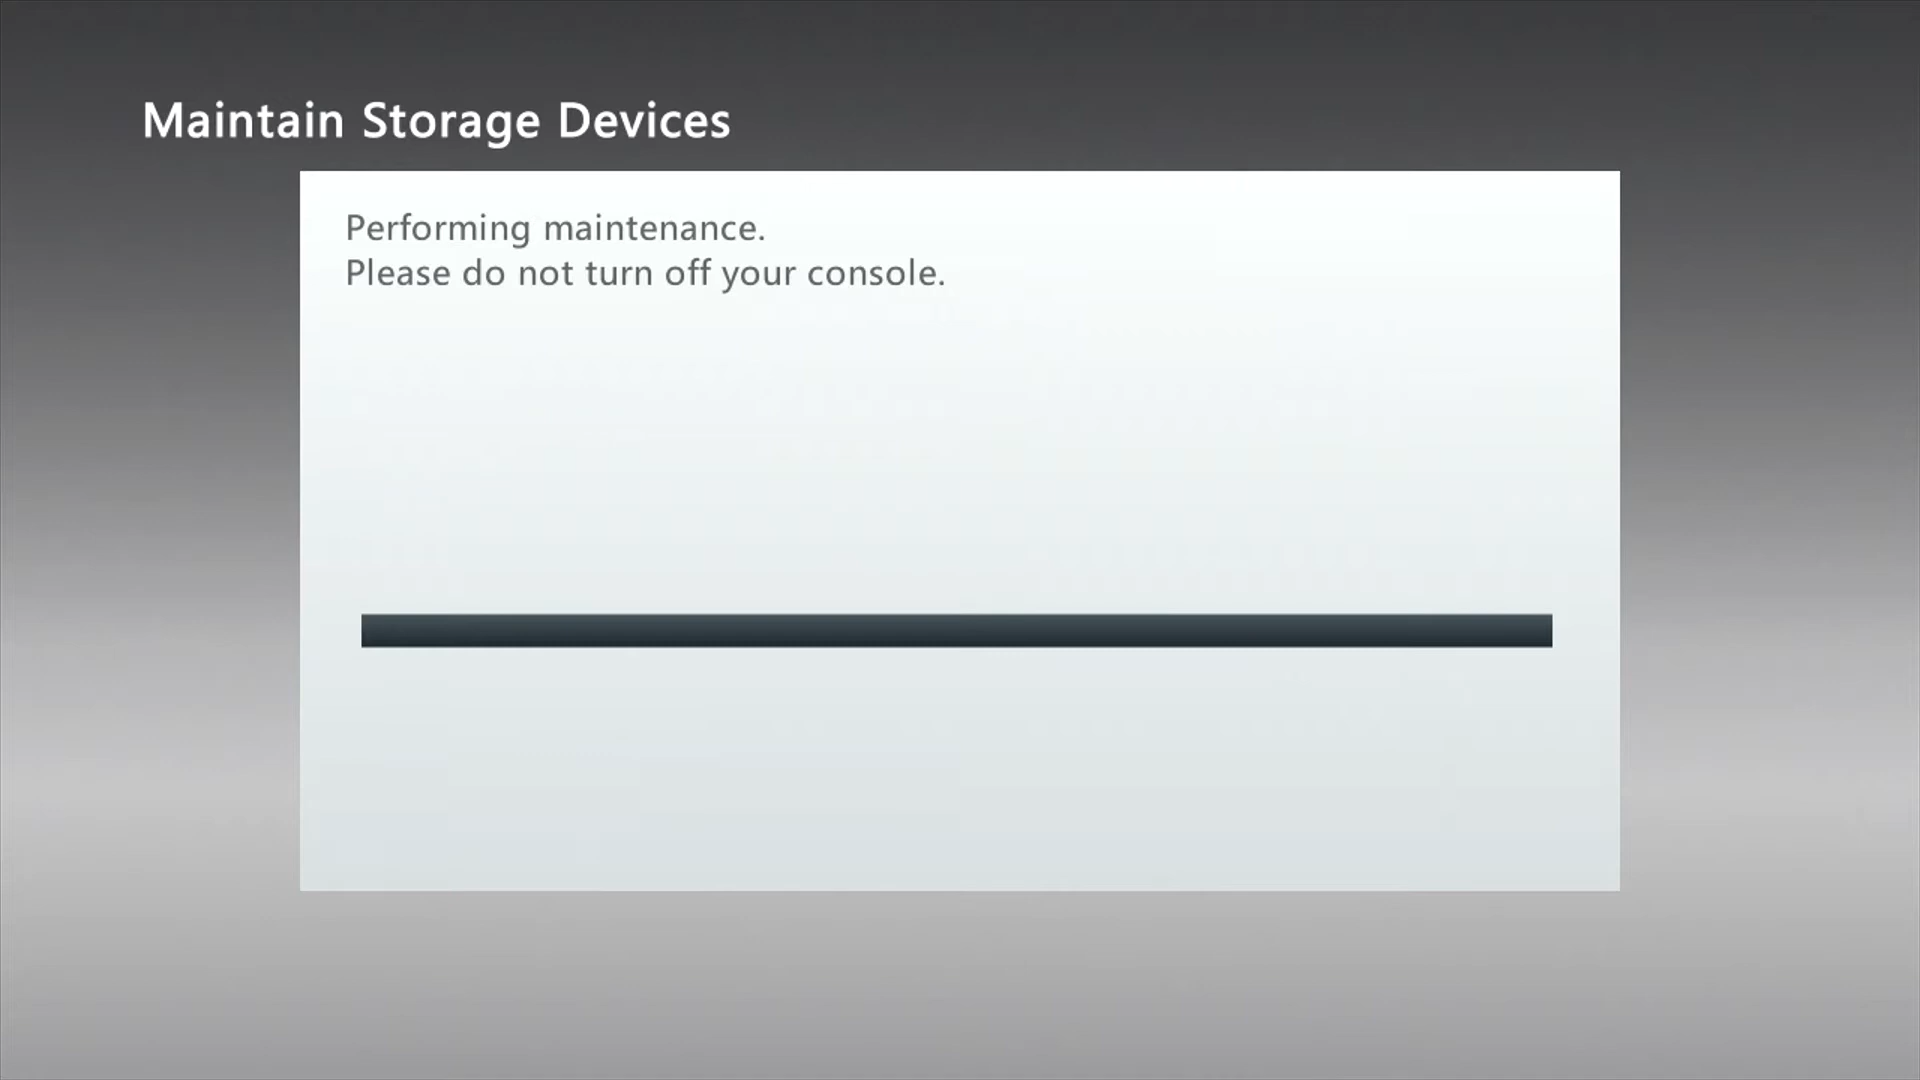 Maintain Storage Devices
Performing maintenance.
Please do not turn off your console.